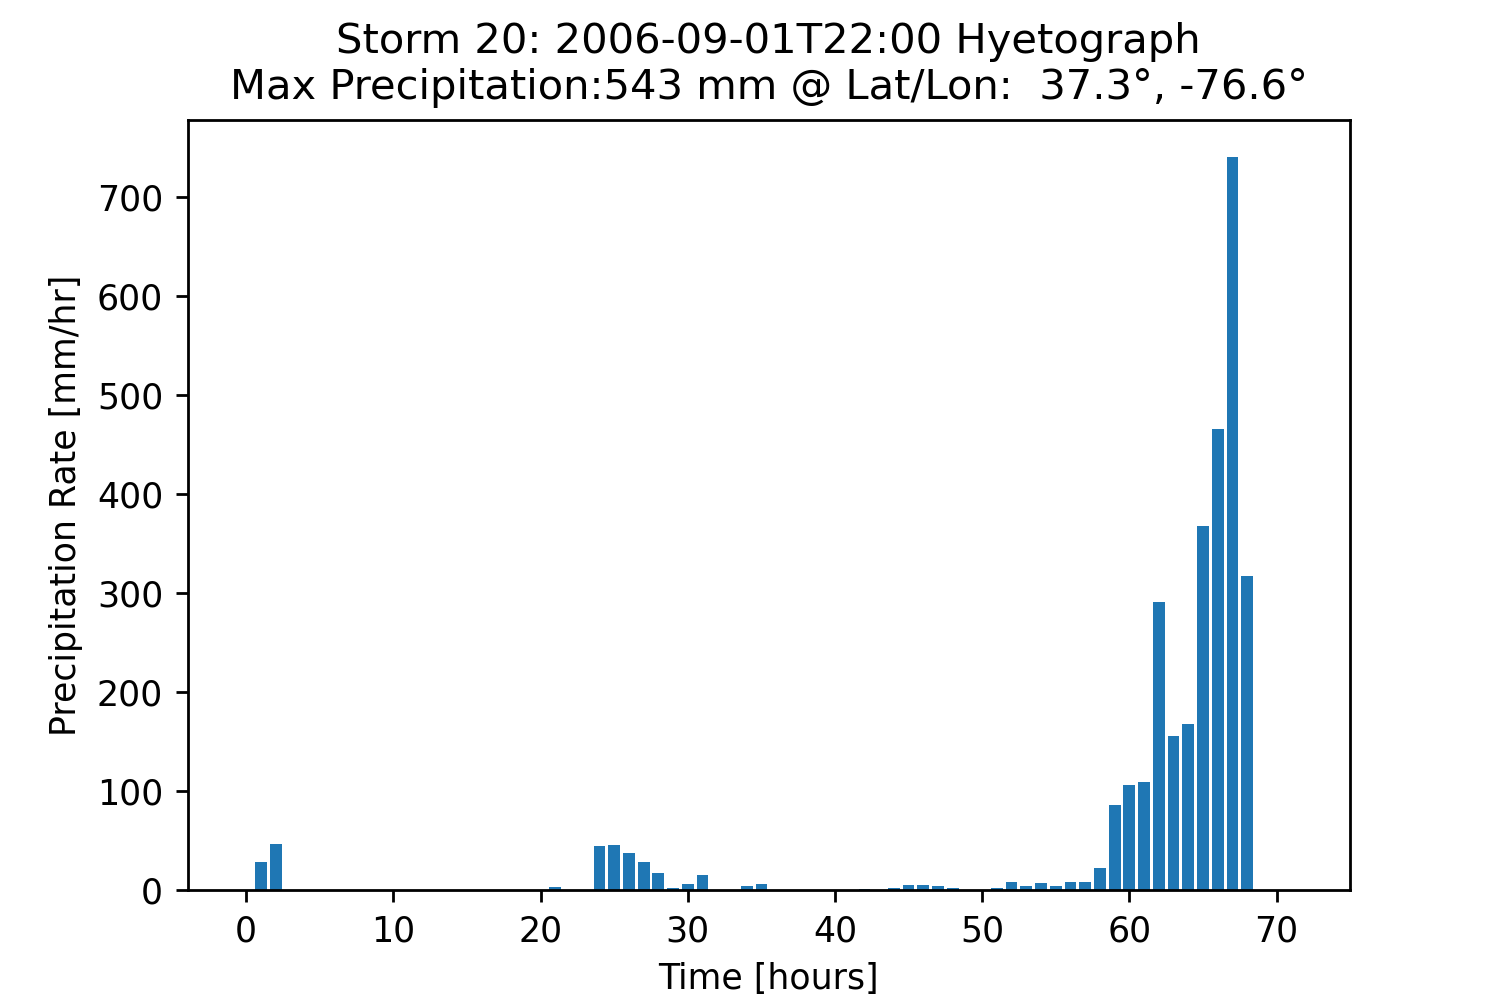 Storm 20: 2006-09-01T22:00 Hyetograph
Max Precipitation:543 mm @ Lat/Lon:  37.3°, -76.6°
Precipitation Rate [mm/hr]
700
600
500
400
300
200
100
0
0 10 20 30 40 50 60 70
Time [hours]